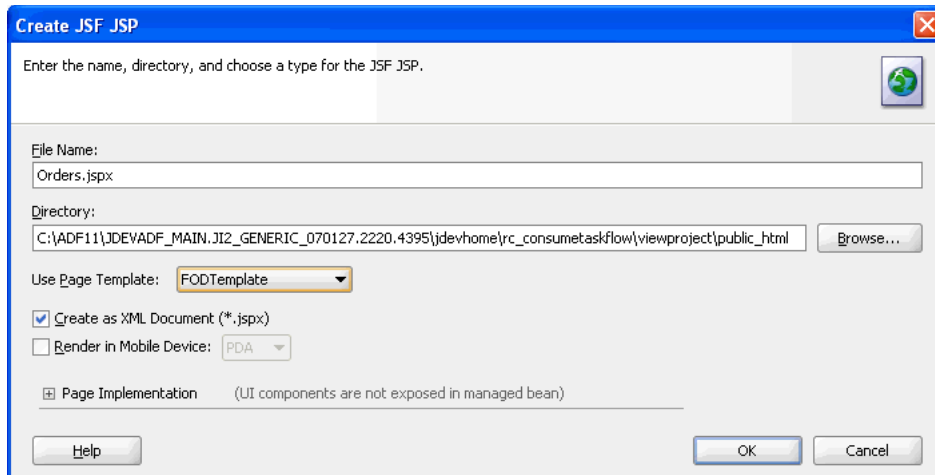 Create JSF JSP
Enter the name, directory, and choose a type for the JSF JSP.
File Name:
Orders.jspx
Directory:
C:\ADF11\JDEVADF_MAIN.JI2_GENERIC_070127.2220.4395\jdevhome\rc_consumetaskflow\viewproject\public_html Browse...
Use Page Template: FODTemplate
Create as XML Document (*.jspx)
Render in Mobile Device: PDA
Page Implementation (UI components are not exposed in managed bean)
Help OK Cancel